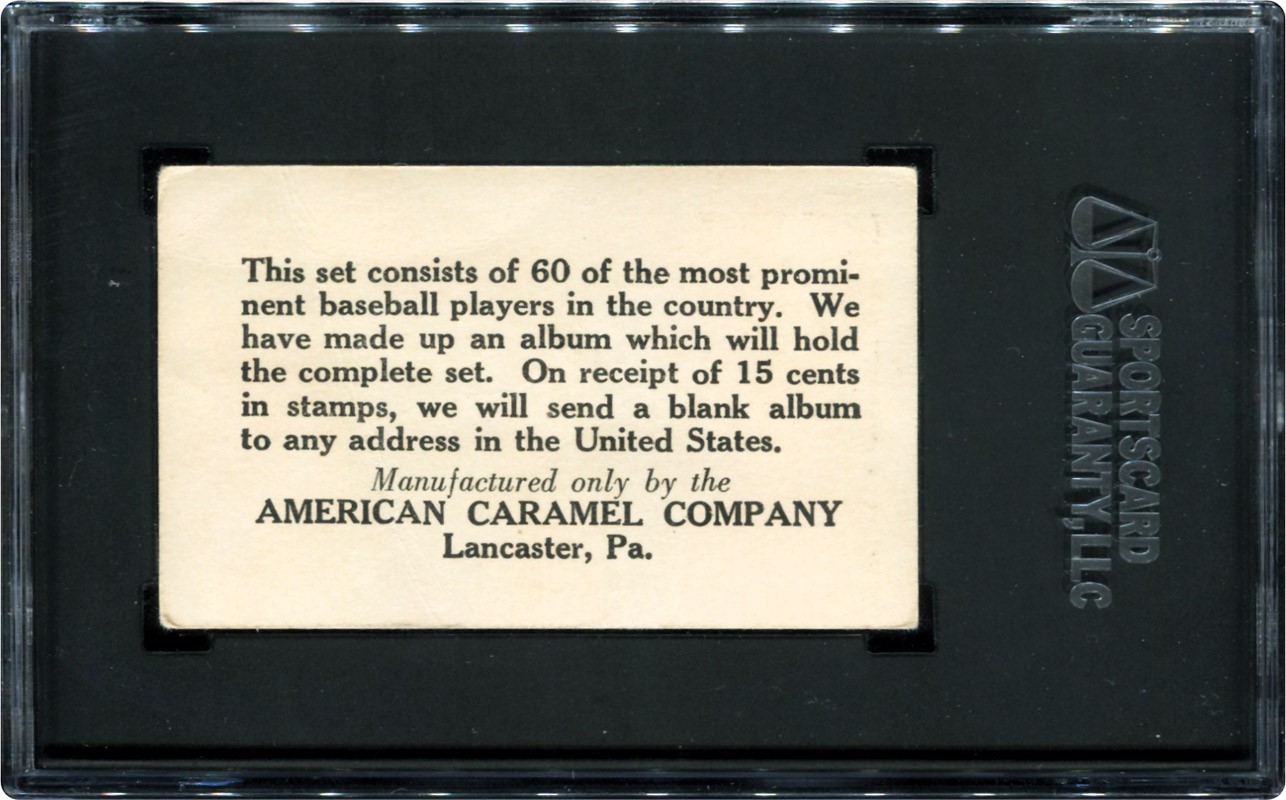 This set consists of 60 of the most promi-
nent baseball players in the country. We
have made up an album which will hold
the complete set. On receipt of 15 cents
in stamps, we will send a blank album
to any address in the United States.
Manufactured only by the
AMERICAN CARAMEL COMPANY
Lancaster, Pa.
SPORTSCARD
GUARANTY, LLC